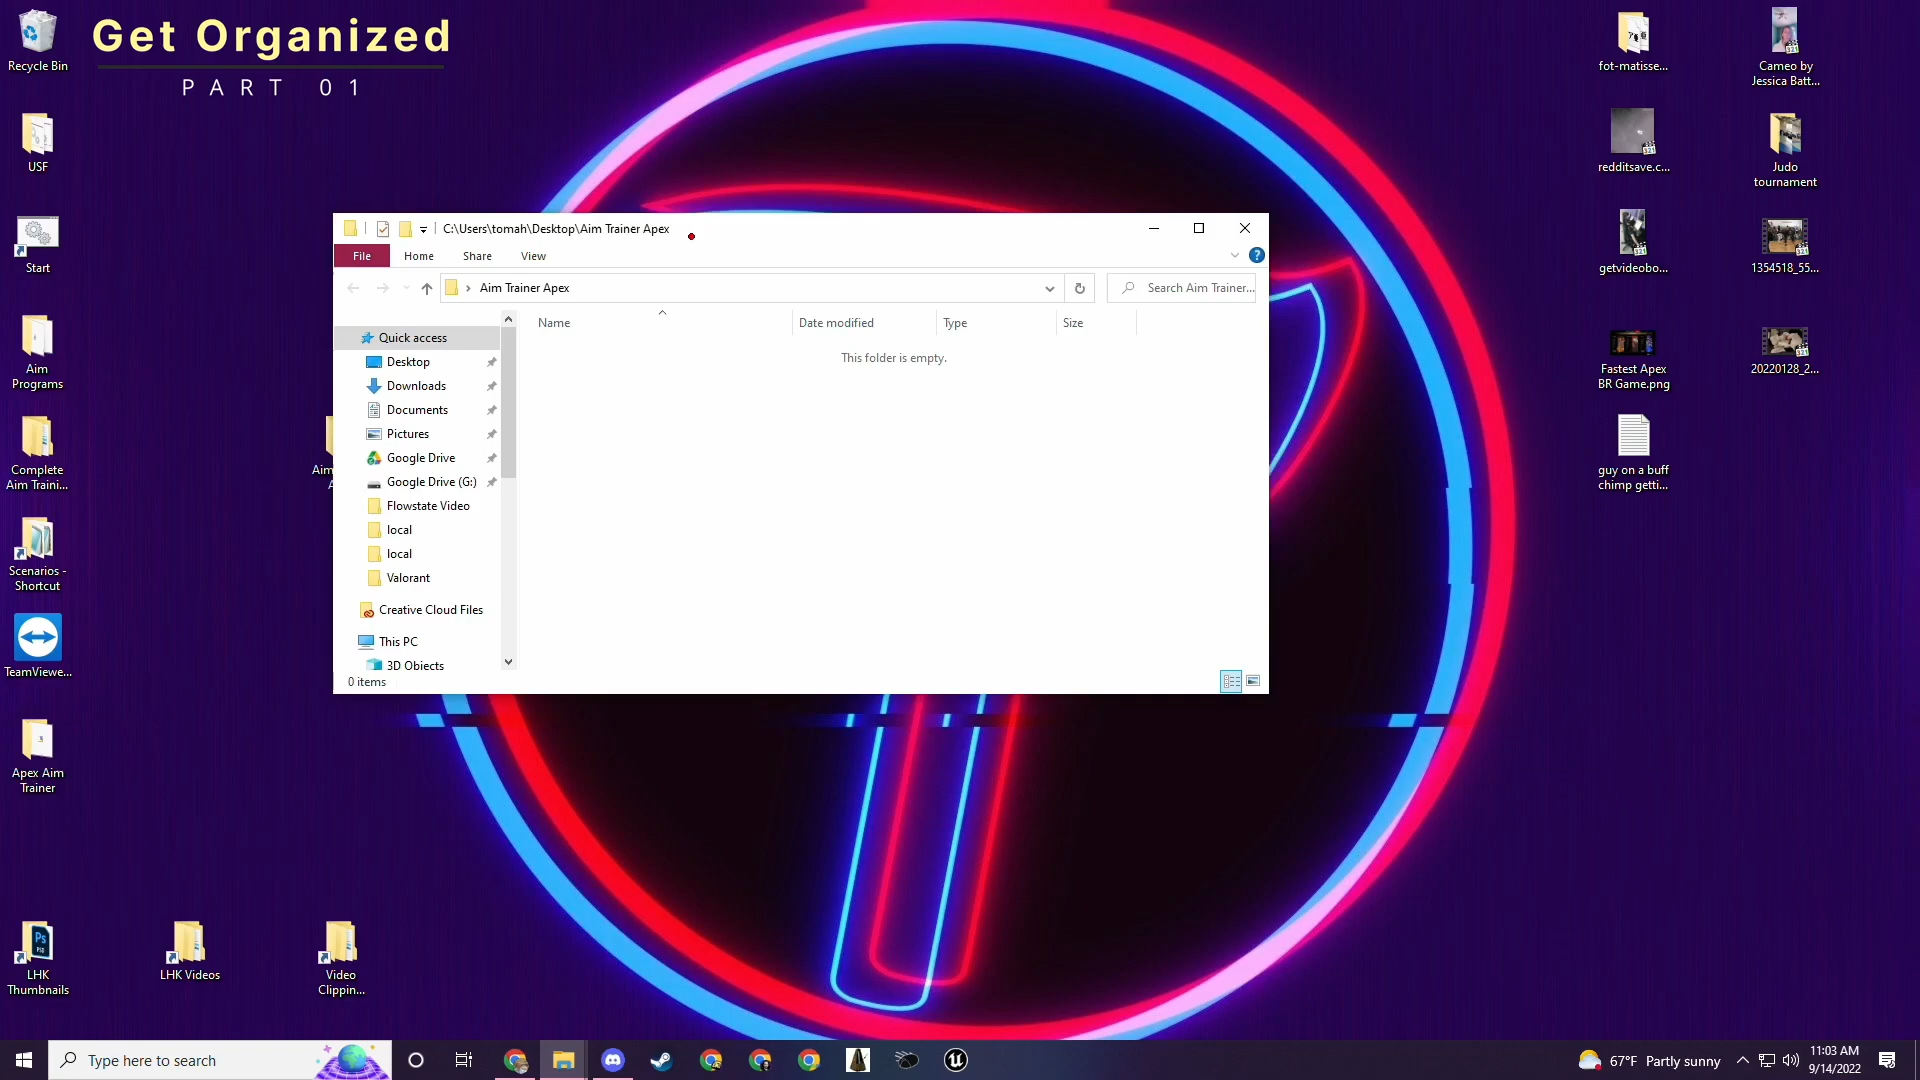 Get Organized
PART 01
Recycle Bin
USF
Start
Aim
Programs
Complete
Aim Traini...
Scenarios -
Shortcut
TeamViewe...
Apex Aim
Trainer
LHK
Thumbnails
LHK Videos
Video
Clippin...
Aim
A
C:\Users\tomah\Desktop\Aim Trainer Apex
File
Home
Share
View
?
Aim Trainer Apex
Search Aim Trainer...
Name
Date modified
Type
Size
This folder is empty.
Quick access
Desktop
Downloads
Documents
Pictures
Google Drive
Google Drive (G:)
Flowstate Video
local
local
Valorant
Creative Cloud Files
This PC
3D Objects
0 items
fot-matisse...
Cameo by
Jessica Batt...
redditsave.c...
Judo
tournament
getvideobo...
1354518_55...
Fastest Apex
BR Game.png
20220128_2...
guy on a buff
chimp getti...
Type here to search
67°F Partly sunny
11:03 AM
9/14/2022